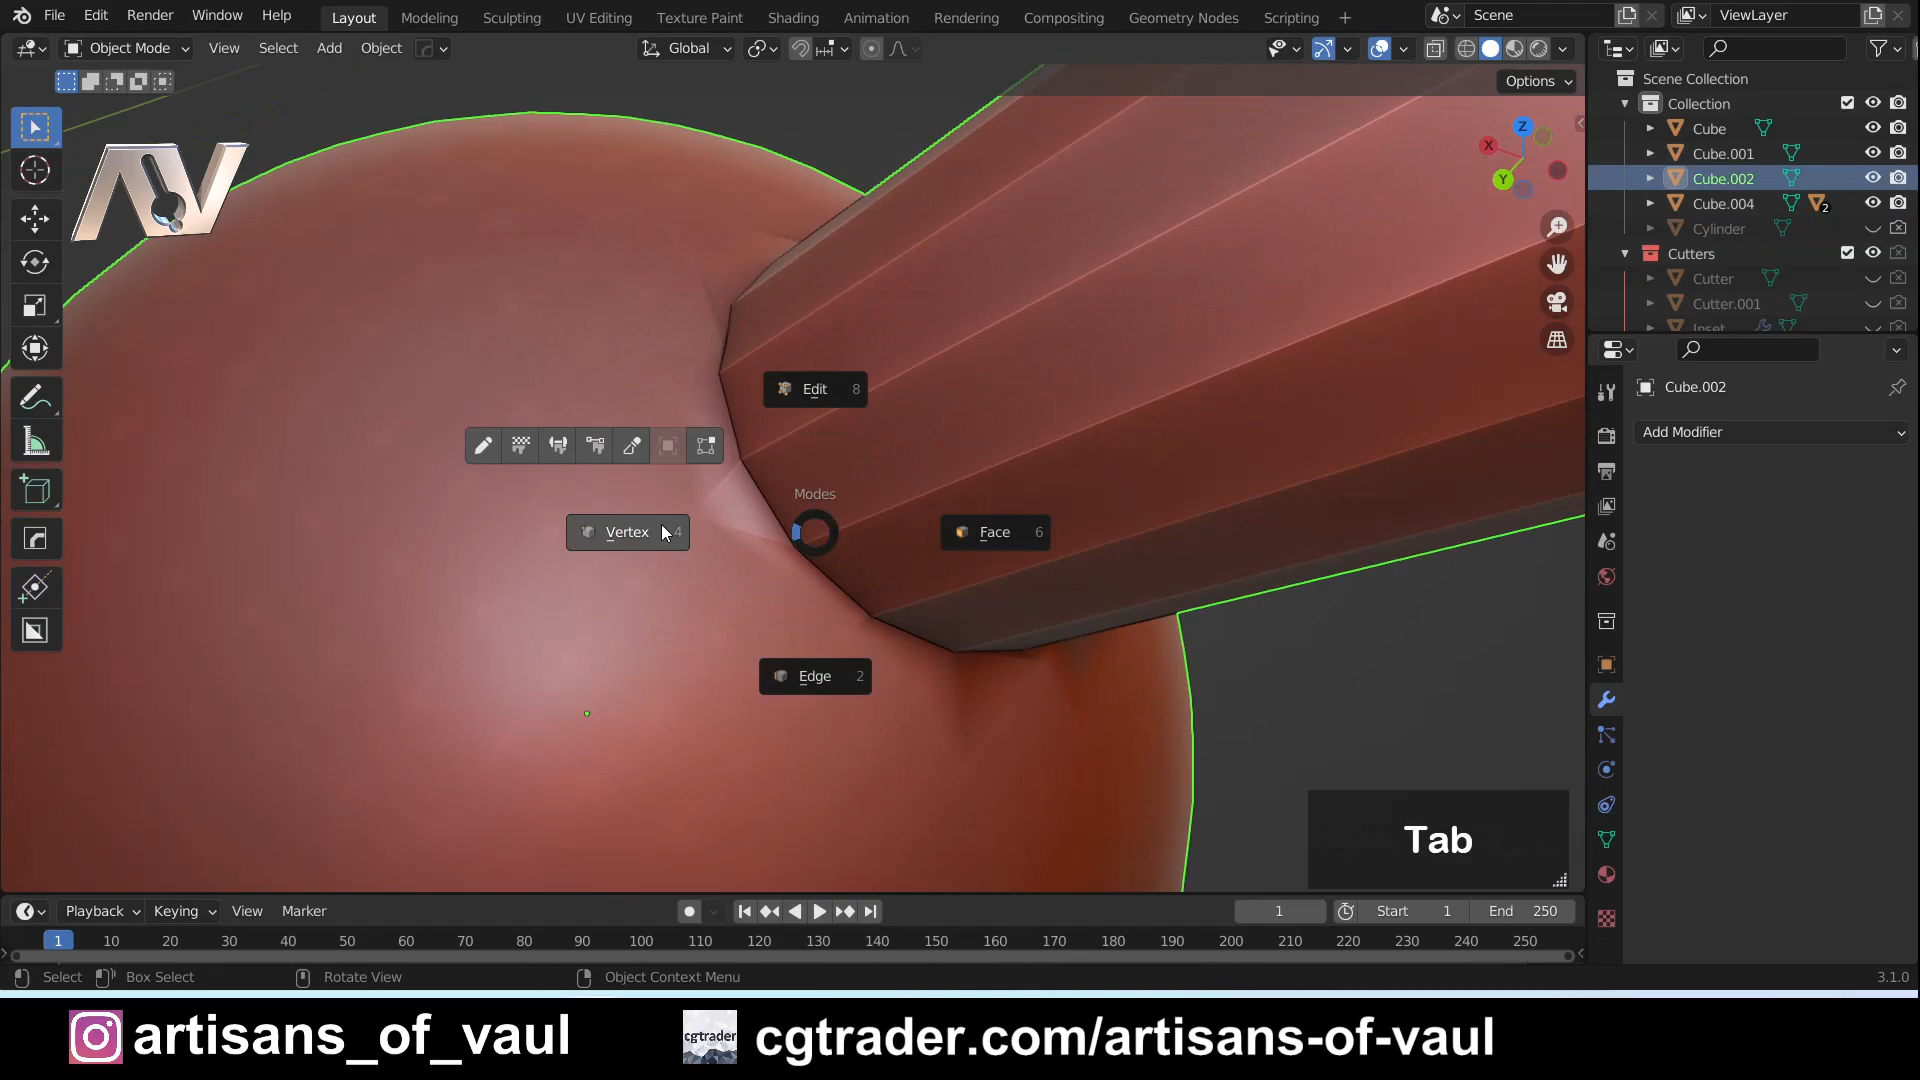 File Edit Render Window Help Layout Modeling Sculpting UV Editing Texture Paint Shading Animation Rendering Compositing Geometry Nodes Scripting + Scene ViewLayer
Object Mode View Select Add Object Global
Options
Scene Collection
Collection
Cube
Cube.001
Cube.002
Cube.004 2
Cylinder
Cutters
Cutter
Cutter.001
Inset
Z
X
Y
AV
Cube.002
Add Modifier
Edit 8
Modes
Vertex 4
Face 6
Edge 2
Tab
Playback Keying View Marker 1 Start 1 End 250
1 10 20 30 40 50 60 70 80 90 100 110 120 130 140 150 160 170 180 190 200 210 220 230 240 250
Select Box Select Rotate View Object Context Menu 3.1.0
artisans_of_vaul cgtrader cgtrader.com/artisans-of-vaul